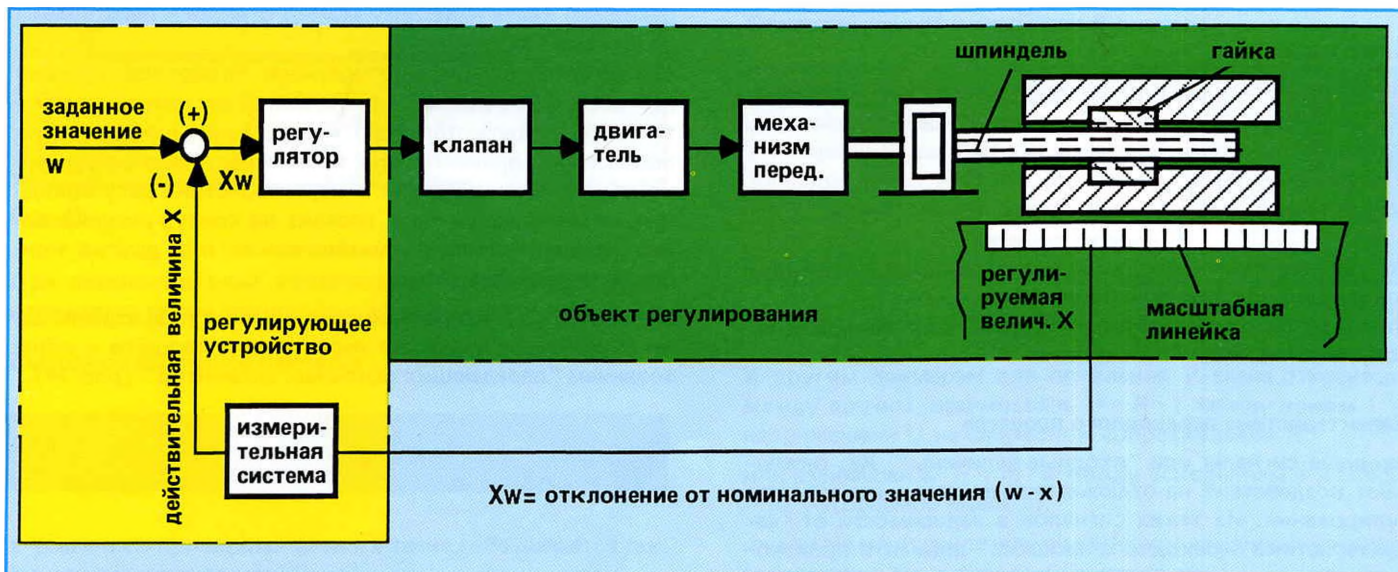 шпиндель
гайка
заданное
значение
w
(+)
(-)
Xw
регу-
лятор
клапан
двига-
тель
меха-
низм
перед.
действительная величина X
регулирующее
устройство
объект регулирования
регули-
руемая
велич. X
масштабная
линейка
измери-
тельная
система
Xw= отклонение от номинального значения (w-x)